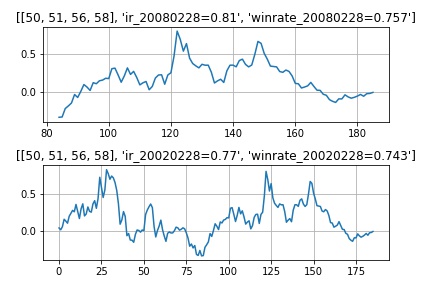 [[50, 51, 56, 58], 'ir_20080228=0.81', 'winrate_20080228=0.757']
0.5
0.0
80 100 120 140 160 180
[[50, 51, 56, 58], 'ir_20020228=0.77', 'winrate_20020228=0.743']
0.5
0.0
0 25 50 75 100 125 150 175